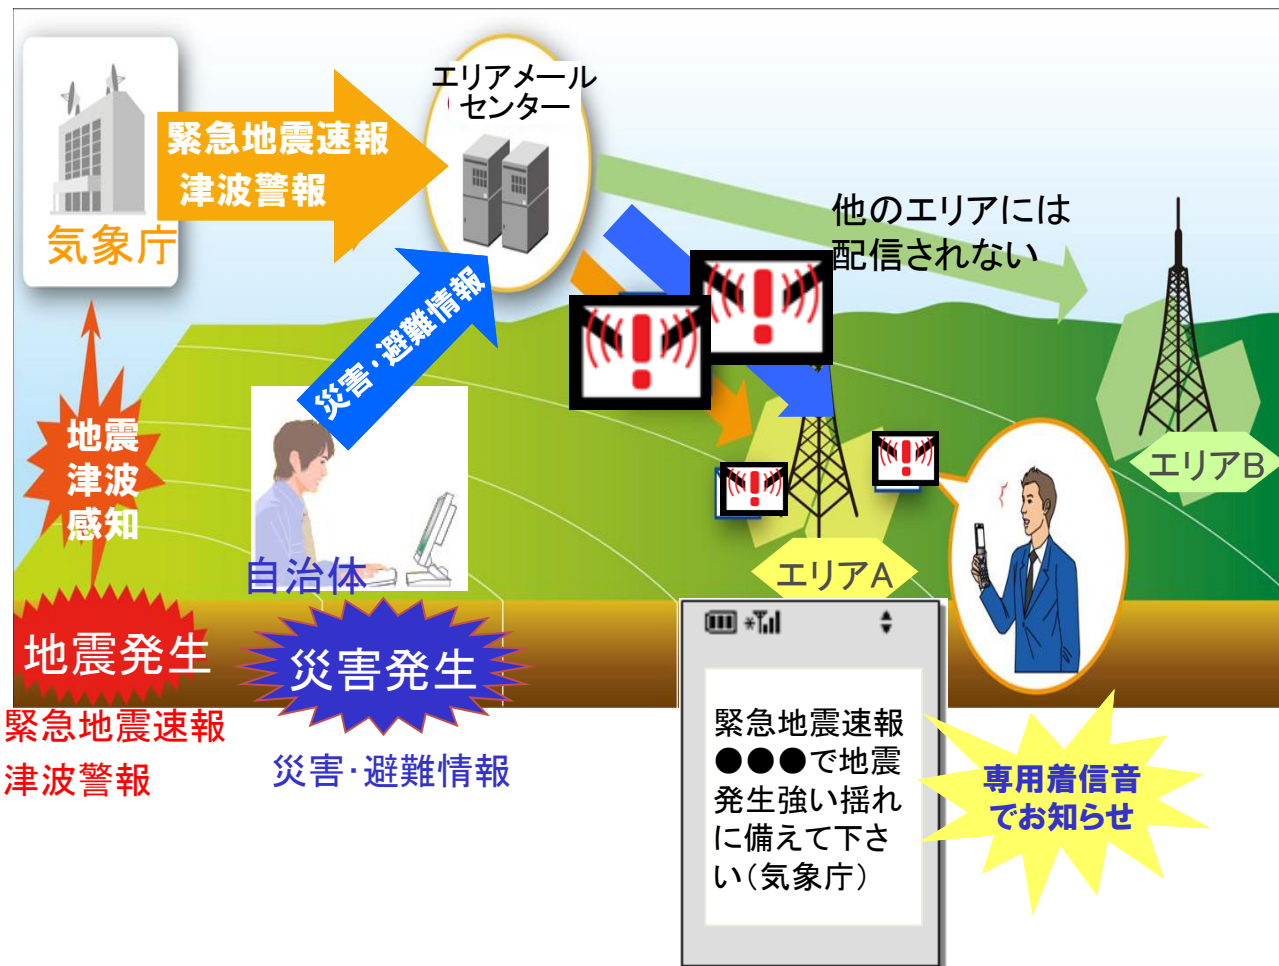 エリアメール
センター
緊急地震速報
津波警報
気象庁
災害・避難情報
他のエリアには
配信されない
地震
津波
感知
自治体
エリアB
エリアA
地震発生
災害発生
緊急地震速報
津波警報
災害・避難情報
緊急地震速報
●●●で地震
発生強い揺れ
に備えて下さ
い（気象庁）
専用着信音
でお知らせ